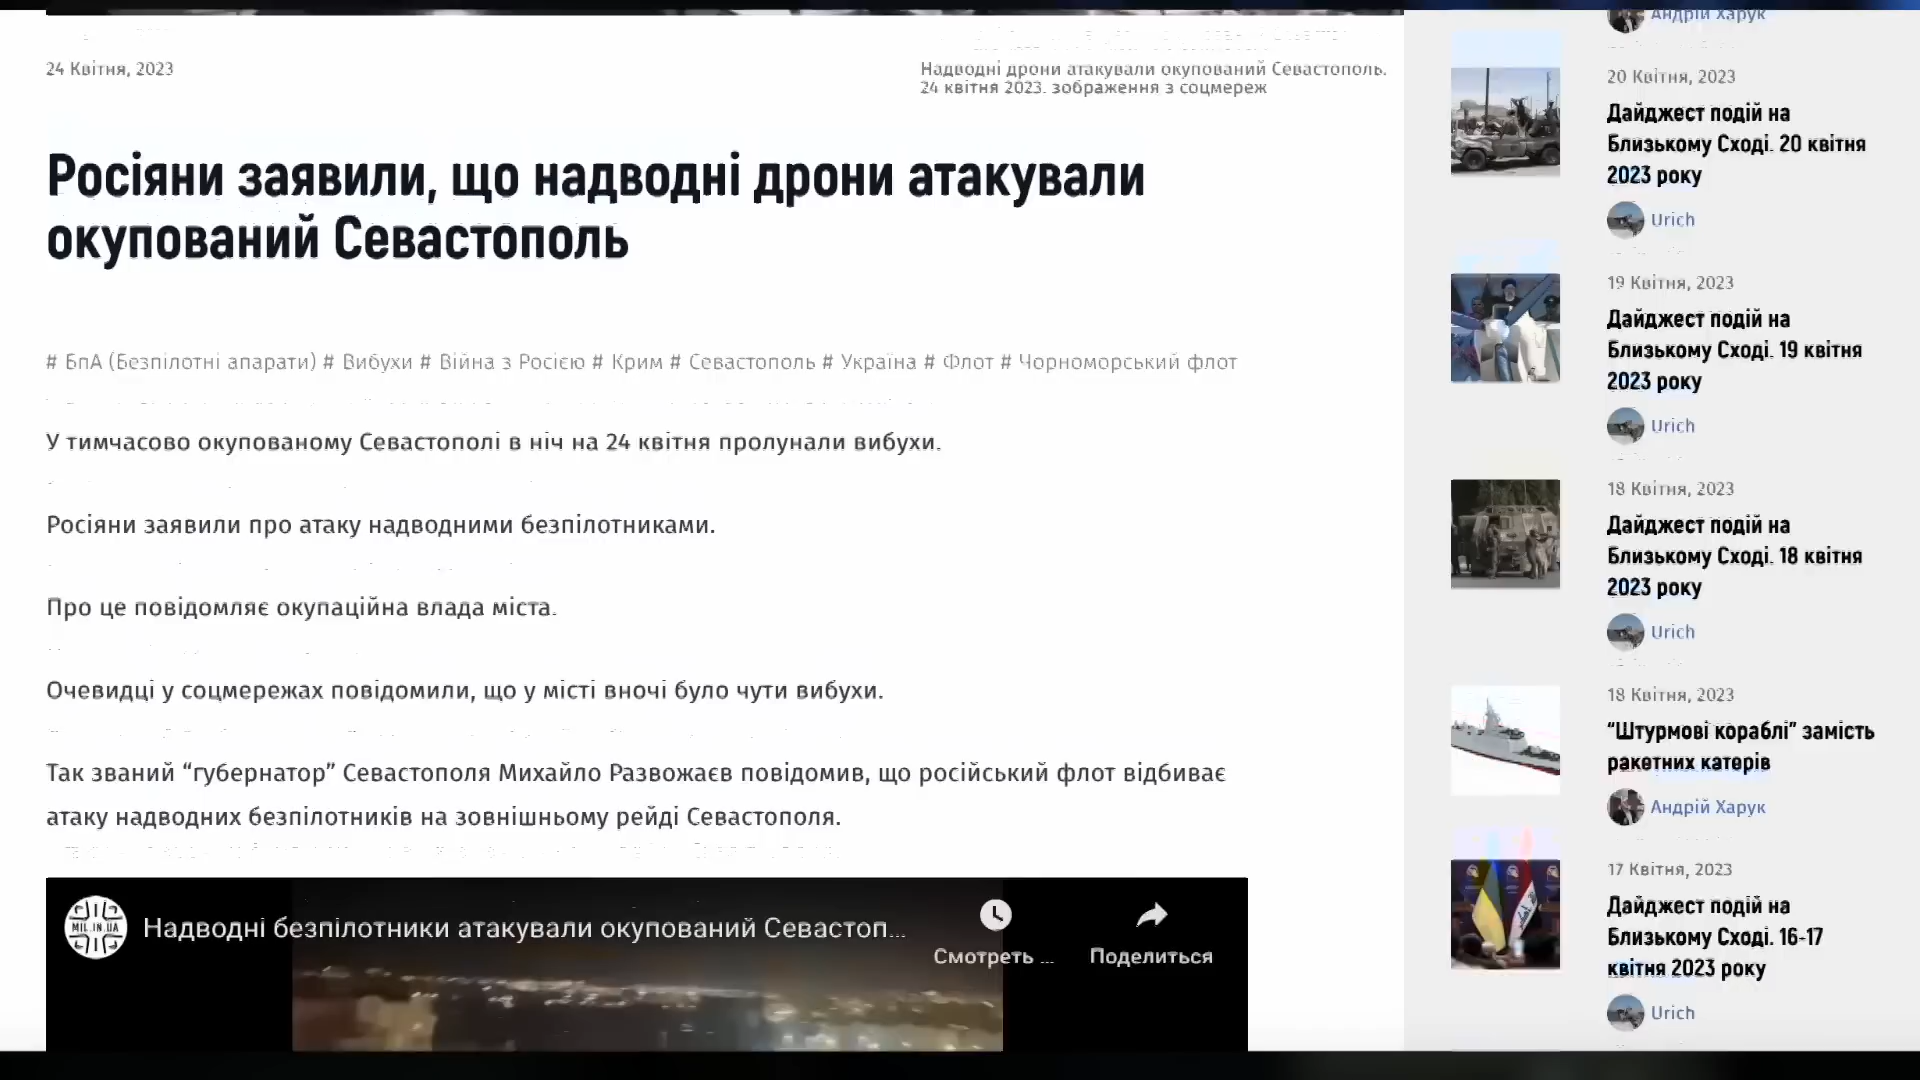 24 Квітня, 2023
Надводні дрони атакували окупований Севастополь.
24 квітня 2023. зображення з соцмереж
Росіяни заявили, що надводні дрони атакували
окупований Севастополь
# БпА (Безпілотні апарати) # Вибухи # Війна з Росією # Крим # Севастополь # Україна # Флот # Чорноморський флот
У тимчасово окупованому Севастополі в ніч на 24 квітня пролунали вибухи.
Росіяни заявили про атаку надводними безпілотниками.
Про це повідомляє окупаційна влада міста.
Очевидці у соцмережах повідомили, що у місті вночі було чути вибухи.
Так званий “губернатор” Севастополя Михайло Развожаєв повідомив, що російський флот відбиває
атаку надводних безпілотників на зовнішньому рейді Севастополя.
MIL.IN.UA
Надводні безпілотники атакували окупований Севастоп...
Смотреть ...
Поделиться
Андрій Харук
20 Квітня, 2023
Дайджест подій на
Близькому Сході. 20 квітня
2023 року
Urich
19 Квітня, 2023
Дайджест подій на
Близькому Сході. 19 квітня
2023 року
Urich
18 Квітня, 2023
Дайджест подій на
Близькому Сході. 18 квітня
2023 року
Urich
18 Квітня, 2023
“Штурмові кораблі” замість
ракетних катерів
Андрій Харук
17 Квітня, 2023
Дайджест подій на
Близькому Сході. 16-17
квітня 2023 року
Urich